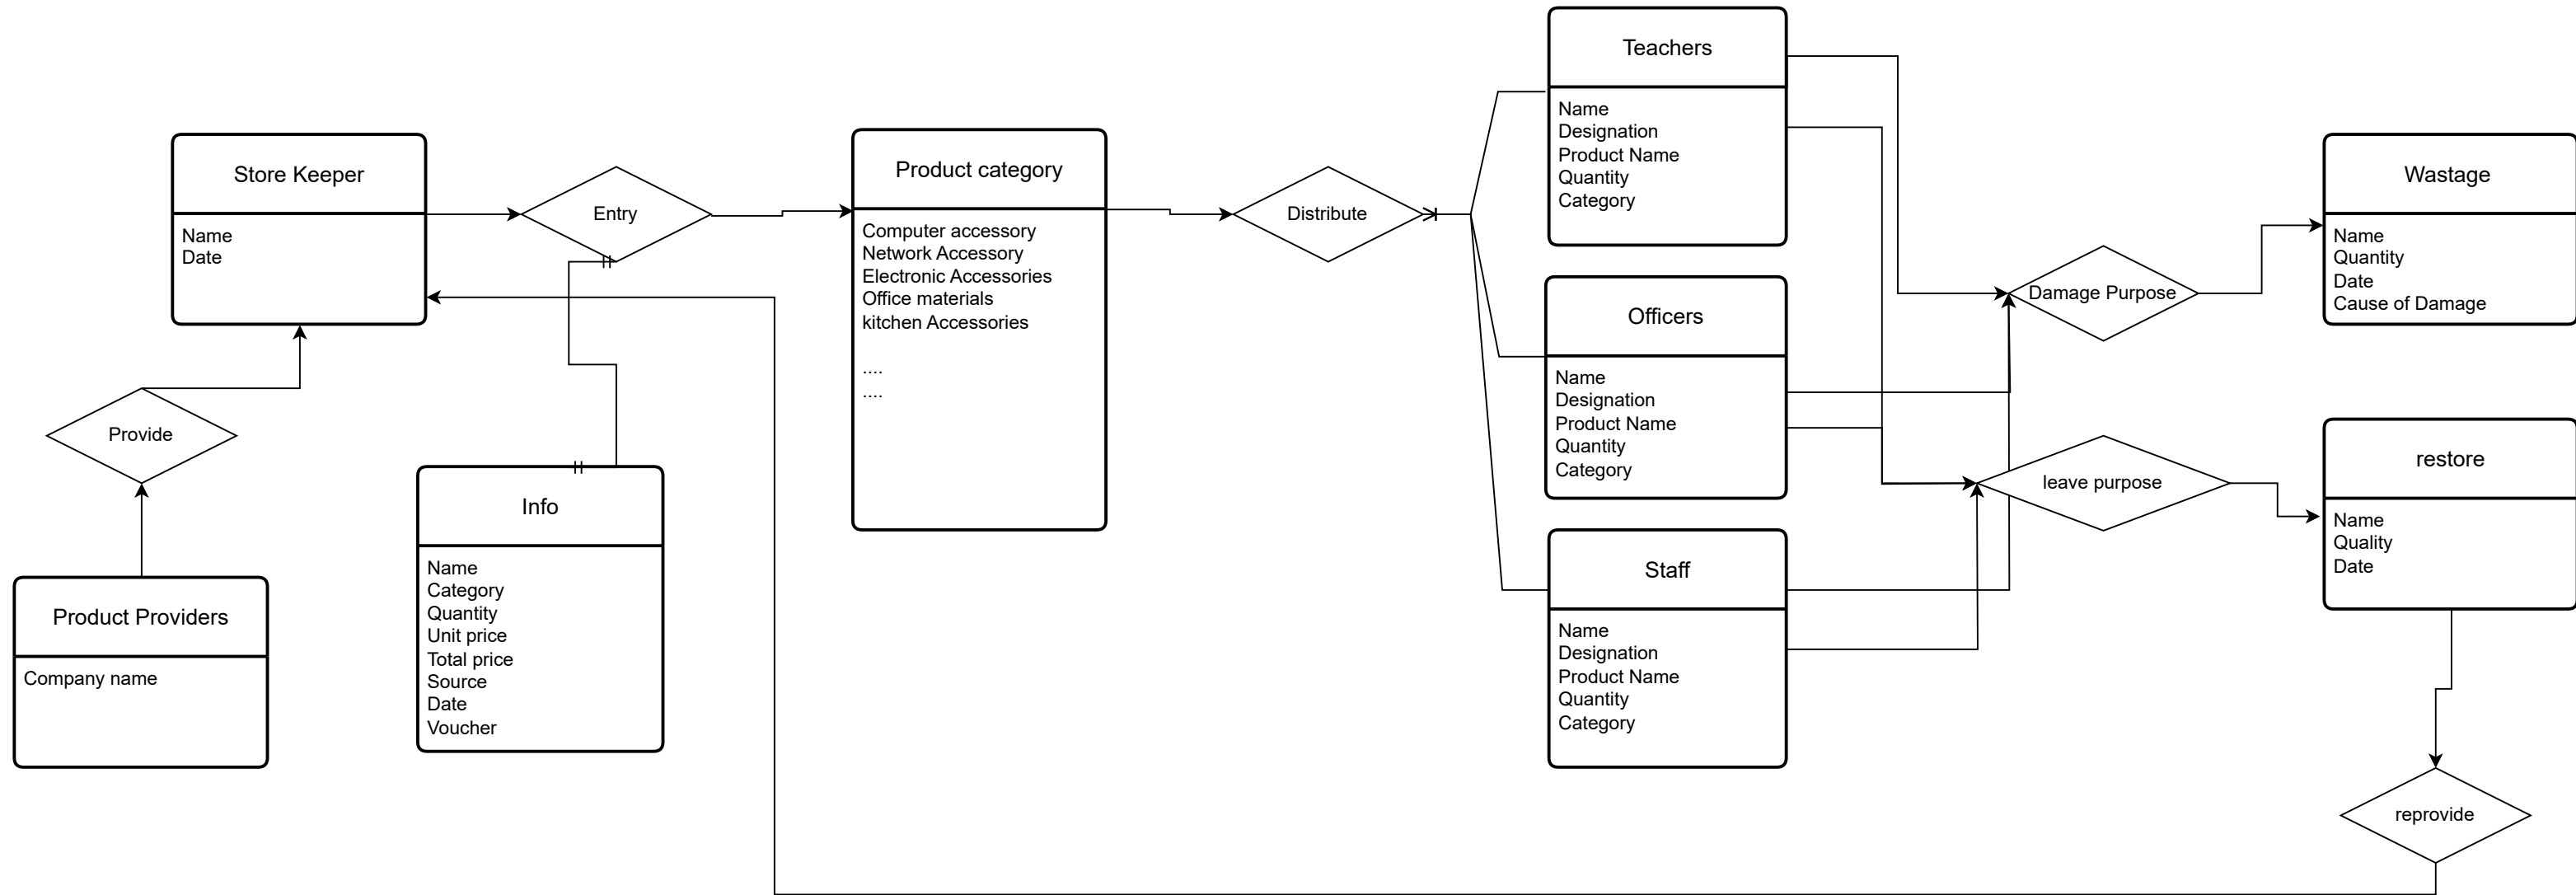 Store Keeper
Name
Date
Entry
Provide
Product Providers
Company name
Info
Name
Category
Quantity
Unit price
Total price
Source
Date
Voucher
Product category
Computer accessory
Network Accessory
Electronic Accessories
Office materials
kitchen Accessories
....
....
Distribute
Teachers
Name
Designation
Product Name
Quantity
Category
Officers
Name
Designation
Product Name
Quantity
Category
Staff
Name
Designation
Product Name
Quantity
Category
Damage Purpose
leave purpose
Wastage
Name
Quantity
Date
Cause of Damage
restore
Name
Quality
Date
reprovide